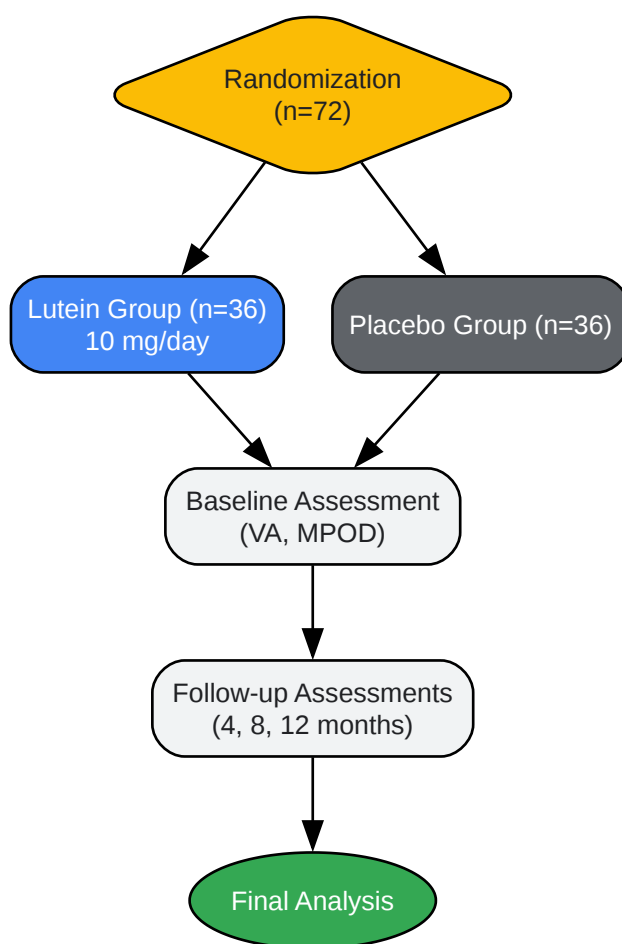 Randomization
(n=72)
Lutein Group (n=36)
10 mg/day
Placebo Group (n=36)
Baseline Assessment
(VA, MPOD)
Follow-up Assessments
(4, 8, 12 months)
Final Analysis